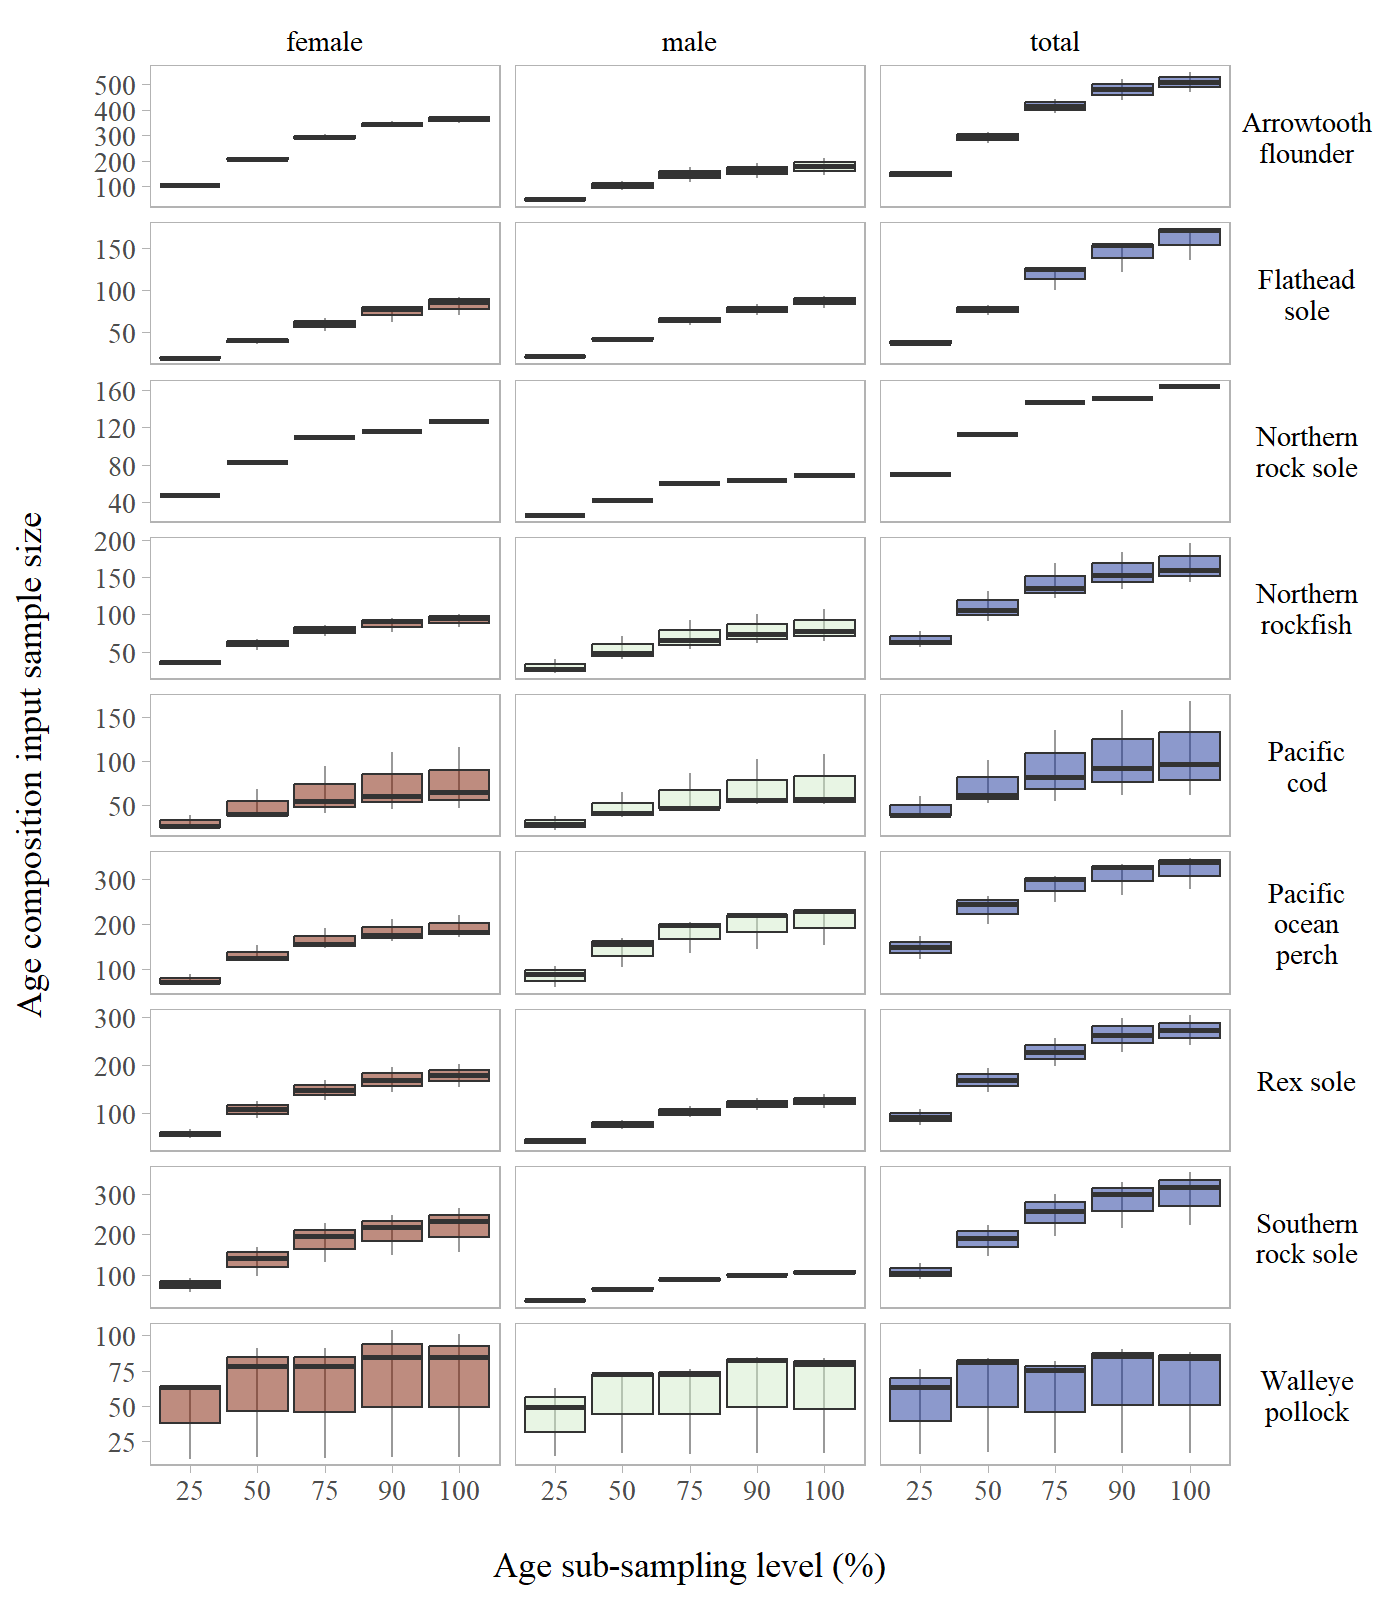 female male total
500
400
300
200
100
Arrowtooth
flounder
150
100
50
Flathead
sole
160
120
80
40
Northern
rock sole
200
150
100
50
Northern
rockfish
150
100
50
Pacific
cod
300
200
100
Pacific
ocean
perch
300
200
100
Rex sole
300
200
100
Southern
rock sole
100
75
50
25
Walleye
pollock
25 50 75 90 100 25 50 75 90 100 25 50 75 90 100
Age sub-sampling level (%)
Age composition input sample size